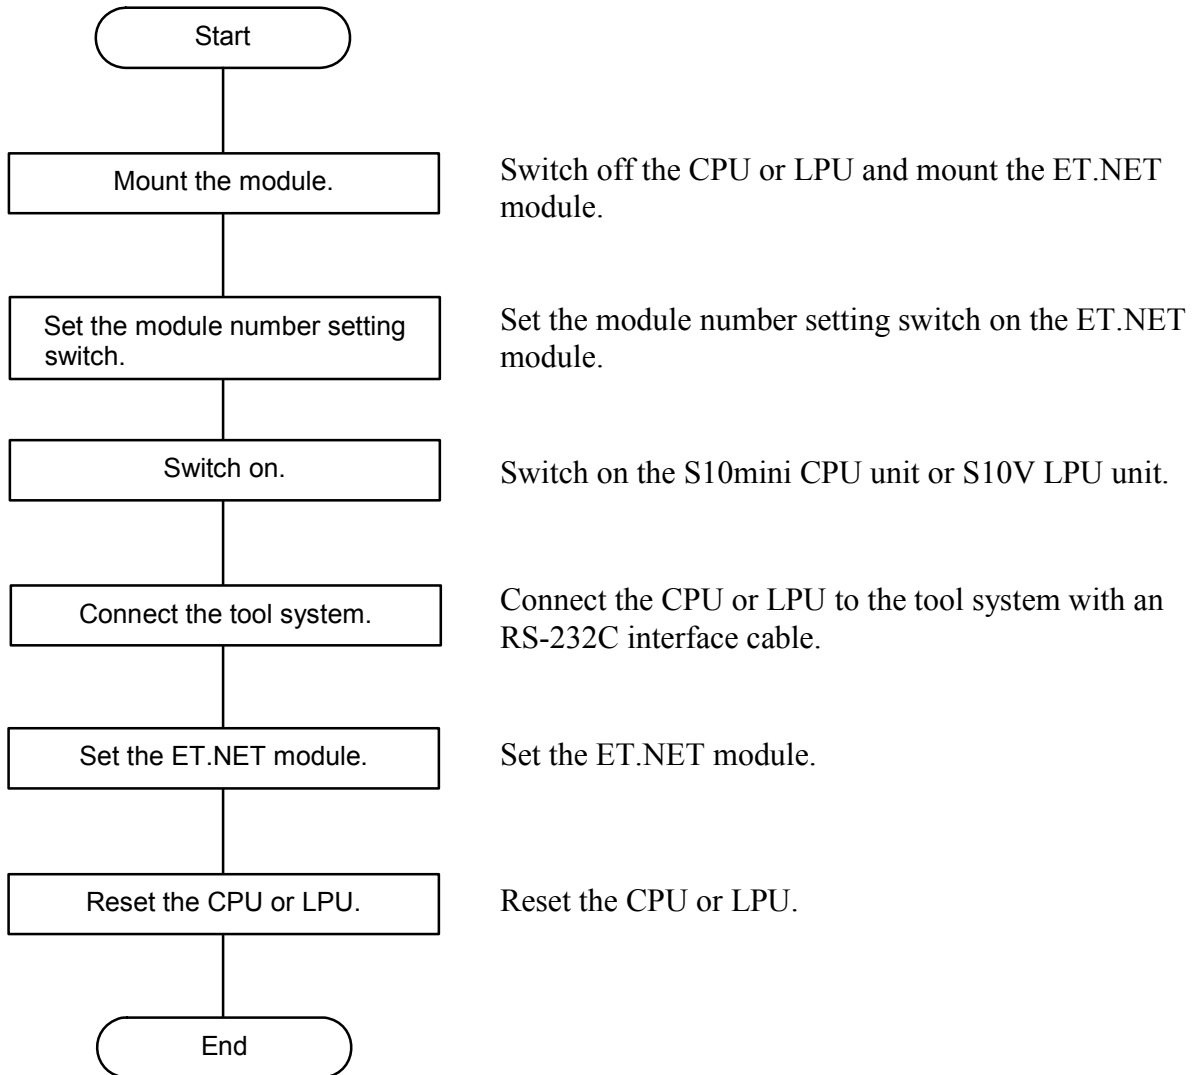 Start
Mount the module.
Switch off the CPU or LPU and mount the ET.NET
module.
Set the module number setting
switch.
Set the module number setting switch on the ET.NET
module.
Switch on.
Switch on the S10mini CPU unit or S10V LPU unit.
Connect the tool system.
Connect the CPU or LPU to the tool system with an
RS-232C interface cable.
Set the ET.NET module.
Set the ET.NET module.
Reset the CPU or LPU.
Reset the CPU or LPU.
End